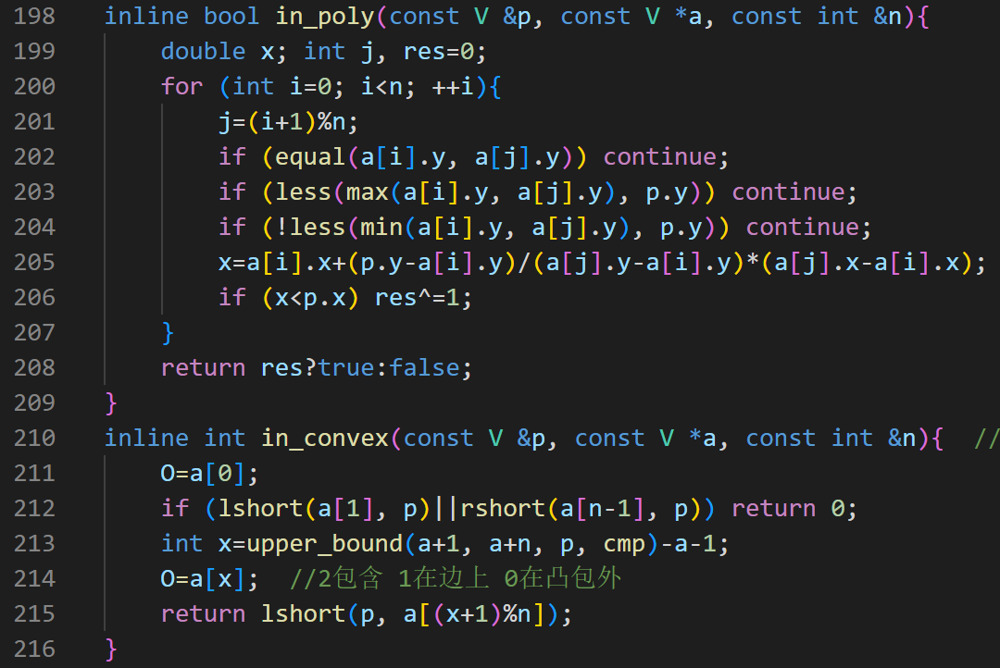 198 inline bool in_poly(const V &p, const V *a, const int &n){
199 double x; int j, res=0;
200 for (int i=0; i<n; ++i){
201 j=(i+1)%n;
202 if (equal(a[i].y, a[j].y)) continue;
203 if (less(max(a[i].y, a[j].y), p.y)) continue;
204 if (!less(min(a[i].y, a[j].y), p.y)) continue;
205 x=a[i].x+(p.y-a[i].y)/(a[j].y-a[i].y)*(a[j].x-a[i].x);
206 if (x<p.x) res^=1;
207 }
208 return res?true:false;
209 }
210 inline int in_convex(const V &p, const V *a, const int &n){ //
211 O=a[0];
212 if (lshort(a[1], p)||rshort(a[n-1], p)) return 0;
213 int x=upper_bound(a+1, a+n, p, cmp)-a-1;
214 O=a[x]; //2包含 1在边上 0在凸包外
215 return lshort(p, a[(x+1)%n]);
216 }